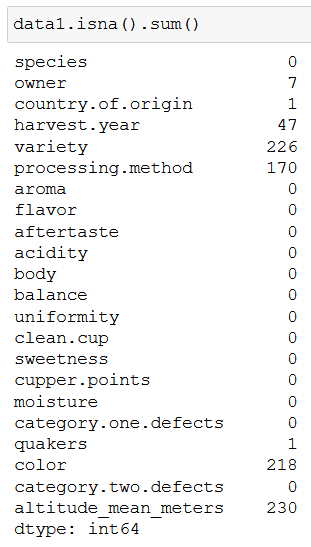 data1.isna().sum()
species 0
owner 7
country.of.origin 1
harvest.year 47
variety 226
processing.method 170
aroma 0
flavor 0
aftertaste 0
acidity 0
body 0
balance 0
uniformity 0
clean.cup 0
sweetness 0
cupper.points 0
moisture 0
category.one.defects 0
quakers 1
color 218
category.two.defects 0
altitude_mean_meters 230
dtype: int64